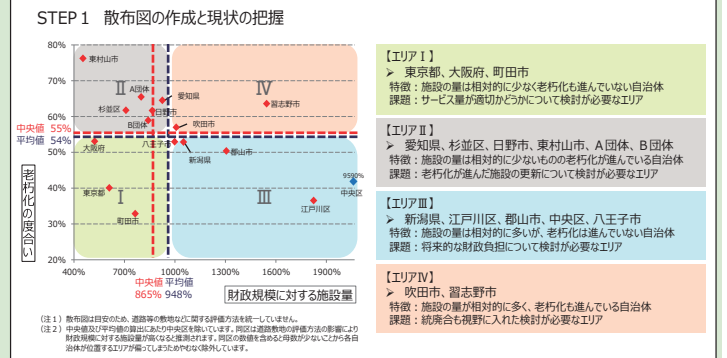 STEP1 散布図の作成と現状の把握
80%
70%
60%
50%
40%
30%
20%
中央値 55%
平均値 54%
老朽化の度合い
東村山市
Ⅱ
A団体
愛知県
杉並区
日野市
B団体
Ⅳ
習志野市
吹田市
大阪府
八王子市
新潟県
郡山市
9590%
中央区
東京都
Ⅰ
町田市
Ⅲ
江戸川区
400%
700%
1000%
1300%
1600%
1900%
中央値 平均値
865% 948%
財政規模に対する施設量
【エリアⅠ】
➢ 東京都、大阪府、町田市
特徴:施設の量は相対的に少なく老朽化も進んでいない自治体
課題:サービス量が適切かどうかについて検討が必要なエリア
【エリアⅡ】
➢ 愛知県、杉並区、日野市、東村山市、A団体、B団体
特徴:施設の量は相対的に少ないものの老朽化が進んでいる自治体
課題:老朽化が進んだ施設の更新について検討が必要なエリア
【エリアⅢ】
➢ 新潟県、江戸川区、郡山市、中央区、八王子市
特徴:施設の量は相対的に多いが、老朽化は進んでいない自治体
課題:将来的な財政負担について検討が必要なエリア
【エリアⅣ】
➢ 吹田市、習志野市
特徴:施設の量が相対的に多く、老朽も進んでいる自治体
課題:統廃合も視野に入れた検討が必要なエリア
(注1) 散布図は目安のため、道路等の敷地などに関する評価方法を統一していません。
(注2) 中央値及び平均値の算出にあたり中央区を除いています。同区は道路敷地の評価方法の影響により
財政規模に対する施設量が高くなると推測されます。同区の数値を含めると母数が少ないことから各自
治体が位置するエリアが偏ってしまうためやむなく除外しています。